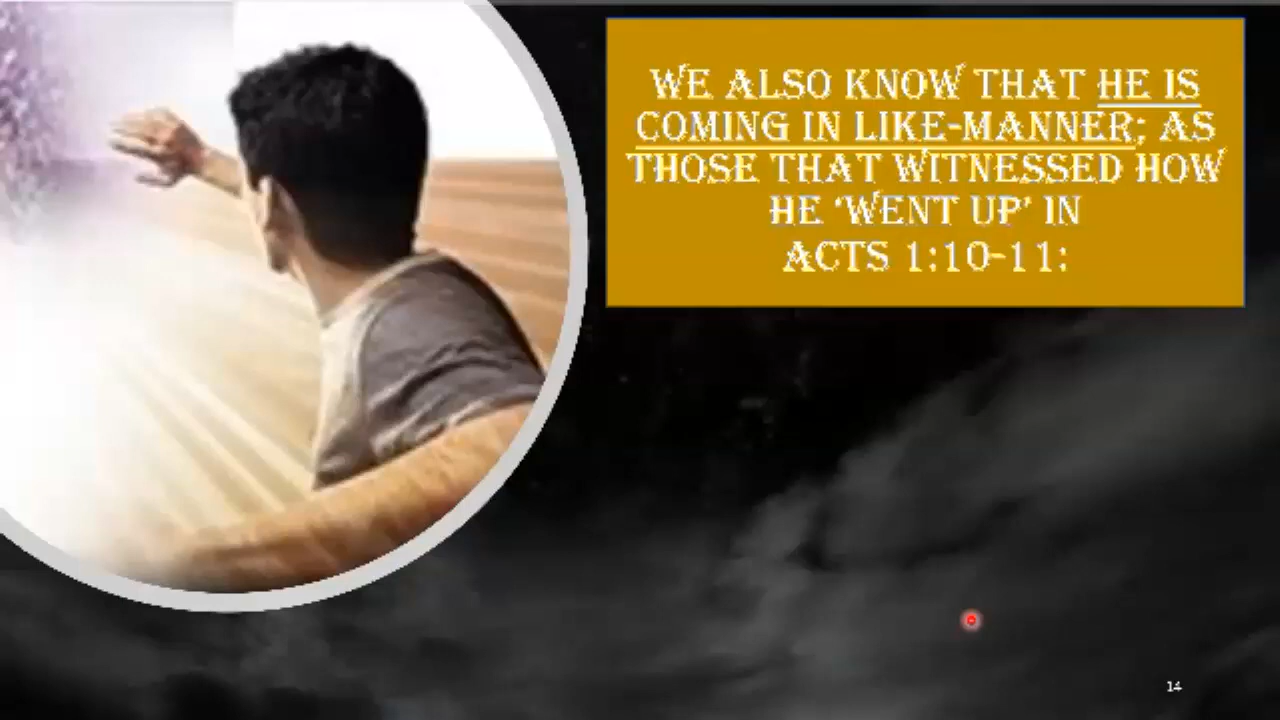 WE ALSO KNOW THAT HE IS
COMING IN LIKE-MANNER; AS
THOSE THAT WITNESSED HOW
HE ‘WENT UP’ IN
ACTS 1:10-11:
14